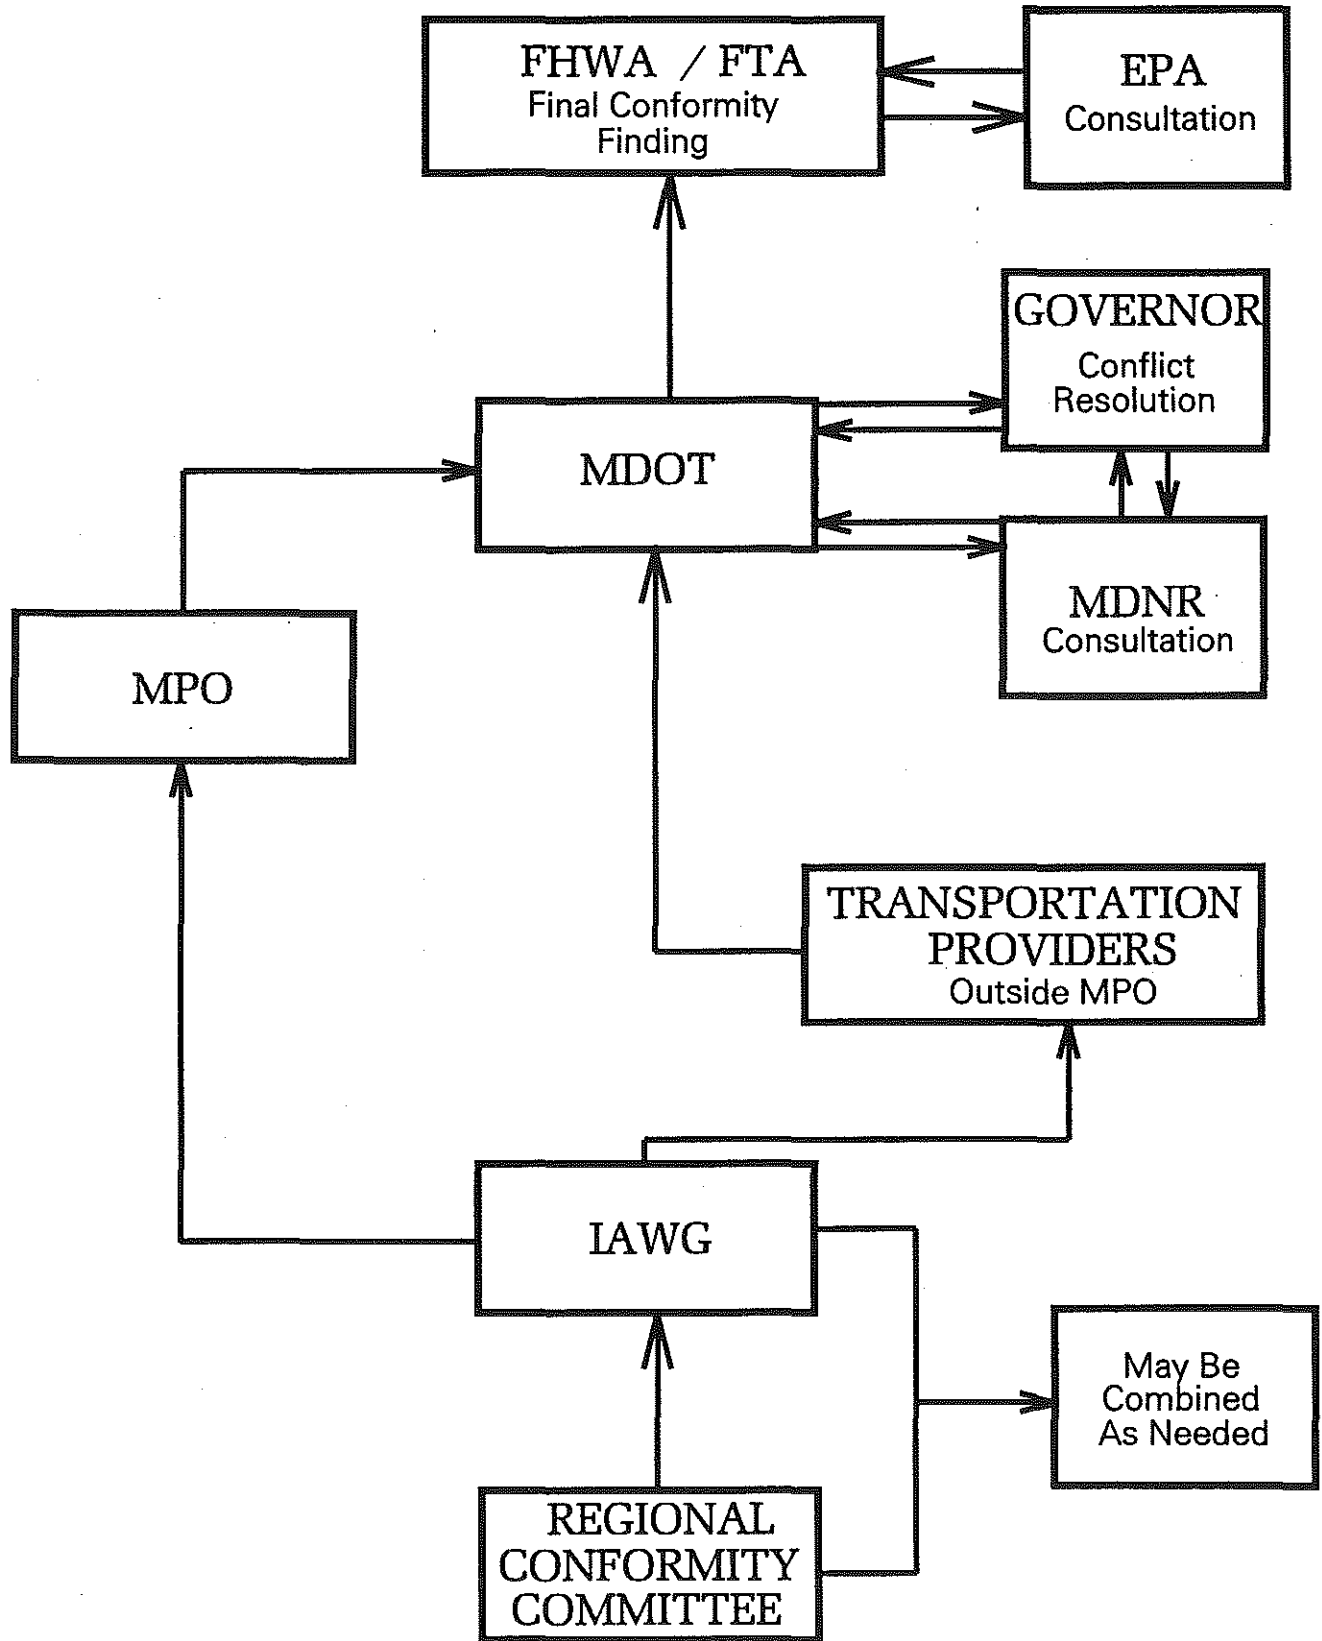 FHWA / FTA
Final Conformity
Finding
EPA
Consultation
GOVERNOR
Conflict
Resolution
MDOT
MDNR
Consultation
MPO
TRANSPORTATION
PROVIDERS
Outside MPO
IAWG
May Be
Combined
As Needed
REGIONAL
CONFORMITY
COMMITTEE